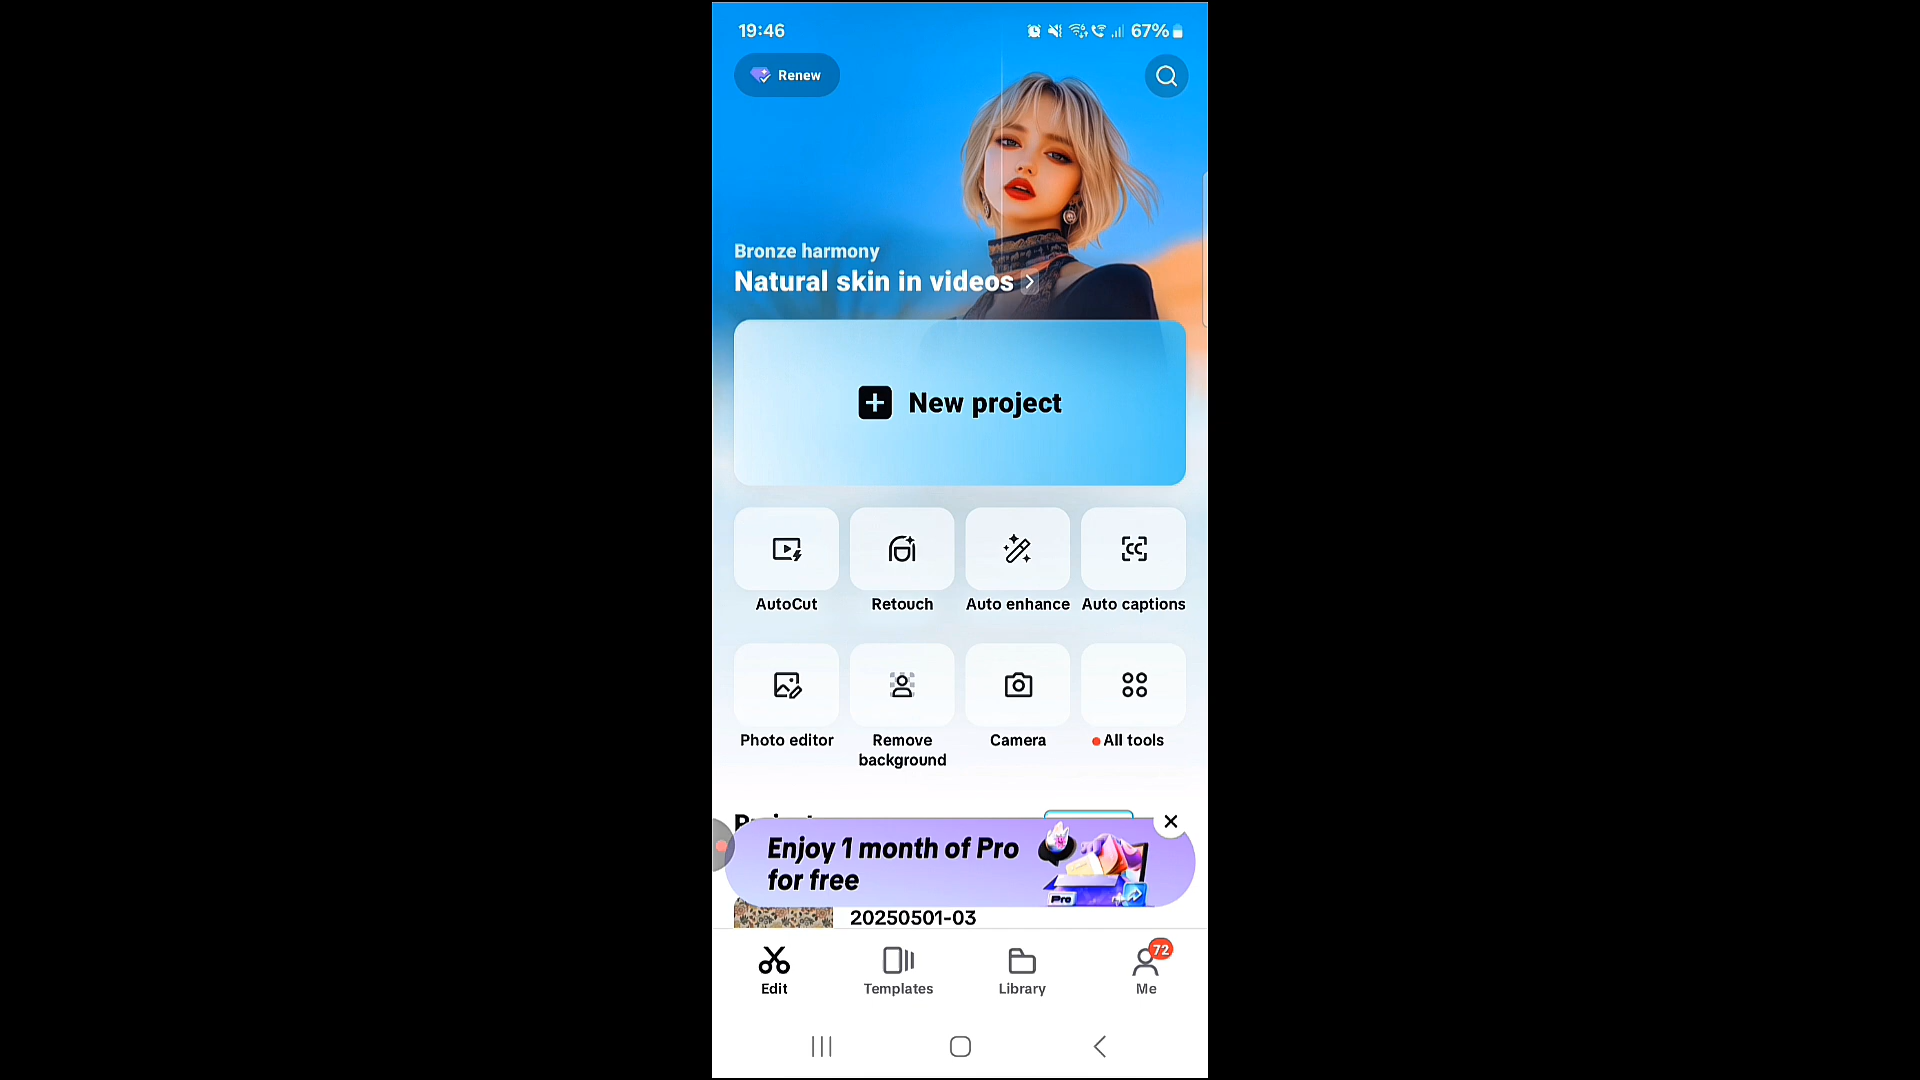 19:46
67%
Renew
Bronze harmony
Natural skin in videos
New project
CC
AutoCut
Retouch
Auto enhance
Auto captions
Photo editor
Remove
background
Camera
All tools
Enjoy 1 month of Pro
for free
Pro
20250501-03
72
Edit
Templates
Library
Me